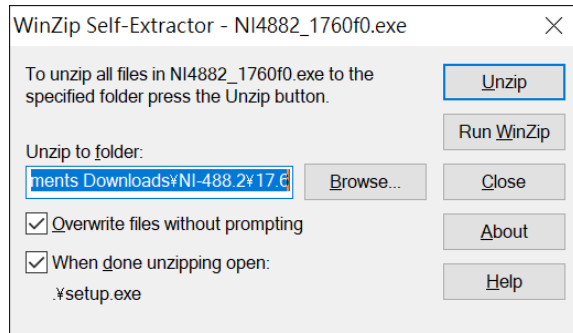 WinZip Self-Extractor - NI4882_1760f0.exe
To unzip all files in NI4882_1760f0.exe to the
specified folder press the Unzip button.
Unzip to folder:
ments Downloads¥NI-488.2¥17.6
Browse...
Overwrite files without prompting
When done unzipping open:
.¥setup.exe
Unzip
Run WinZip
Close
About
Help